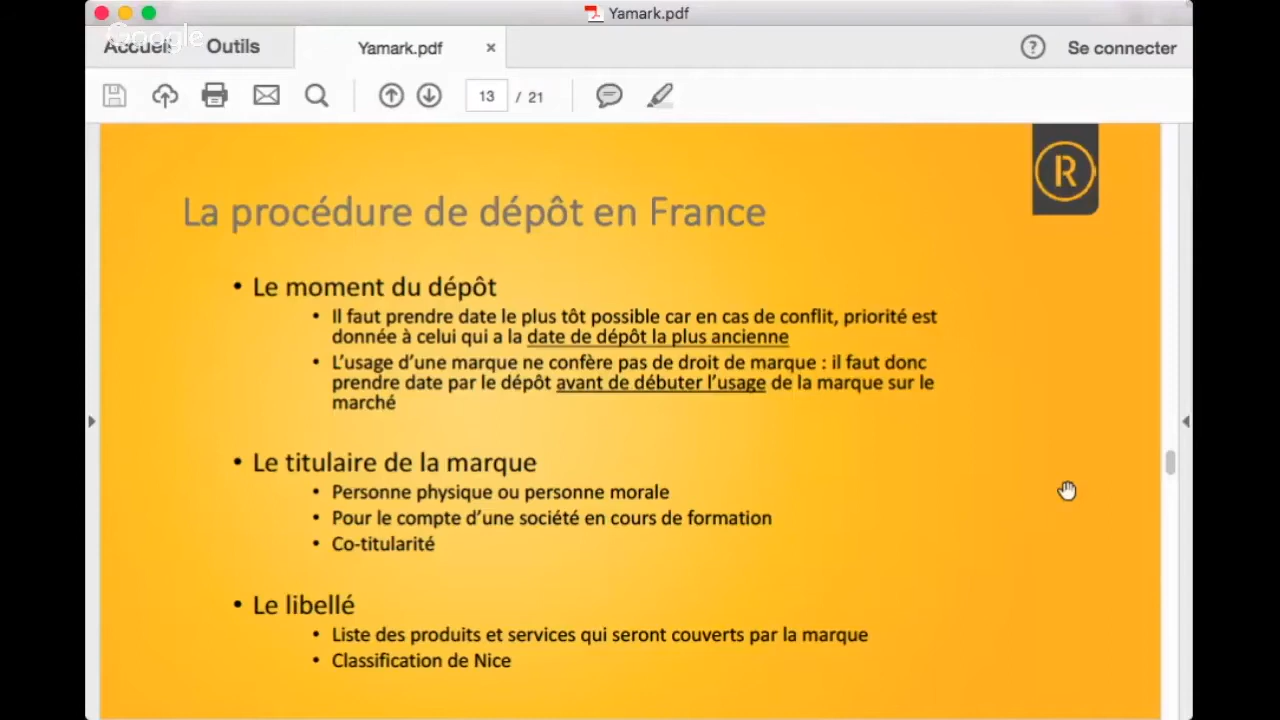 Yamark.pdf
Google
Accueil Outils Yamark.pdf × ? Se connecter
13 / 21
R
La procédure de dépôt en France
• Le moment du dépôt
• Il faut prendre date le plus tôt possible car en cas de conflit, priorité est
donnée à celui qui a la date de dépôt la plus ancienne
• L'usage d'une marque ne confère pas de droit de marque : il faut donc
prendre date par le dépôt avant de débuter l'usage de la marque sur le
marché
• Le titulaire de la marque
• Personne physique ou personne morale
• Pour le compte d'une société en cours de formation
• Co-titularité
• Le libellé
• Liste des produits et services qui seront couverts par la marque
• Classification de Nice